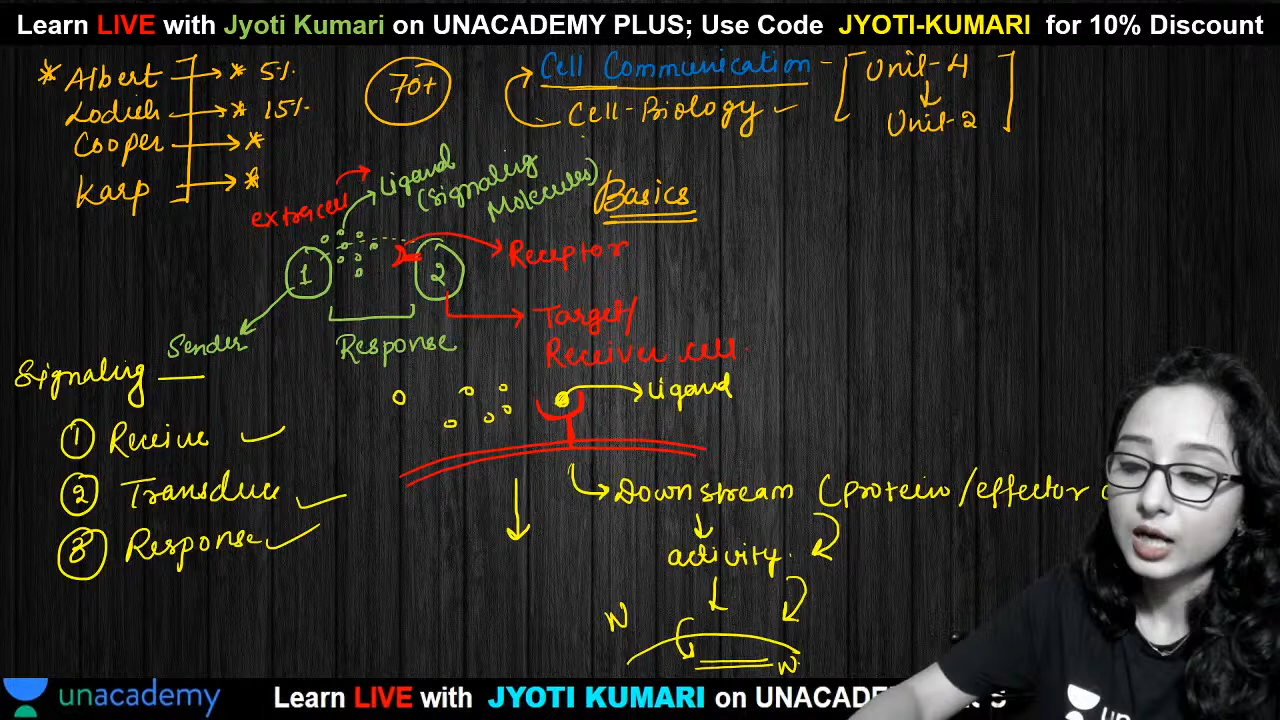 Learn LIVE with Jyoti Kumari on UNACADEMY PLUS; Use Code JYOTI-KUMARI for 10% Discount
* Albert → * 5%
Lodish → * 15%
Cooper → *
Karp → *
70+
Cell Communication - Unit-4
Cell-Biology
Unit-2
Basics
extracell
Ligand
(Signaling
Molecules)
1
2
Receptor
Sender
Response
Target/
Receiver cell
Signaling
① Receive
② Transduce
③ Response
Ligand
Downstream (protein/effector
activity.
N
unacademy
Learn LIVE with JYOTI KUMARI on UNACADE
un